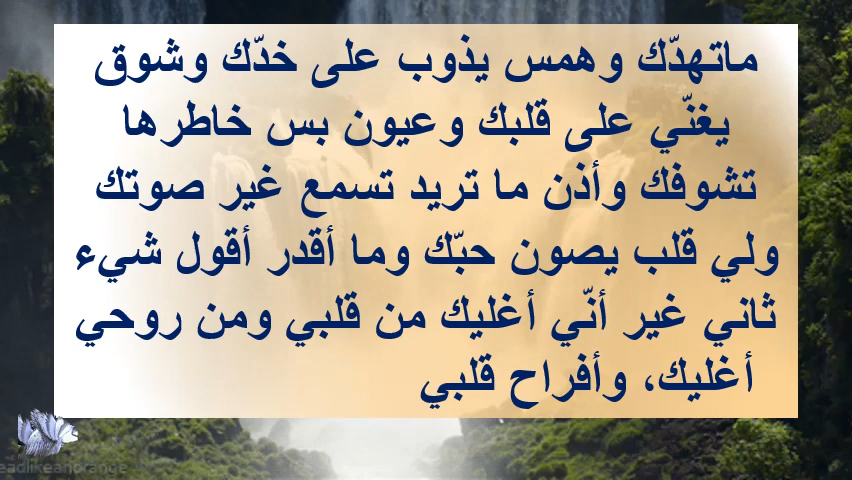 ماتهدّك وهمس يذوب على خدّك وشوق
يغنّي على قلبك وعيون بس خاطرها
تشوفك وأذن ما تريد تسمع غير صوتك
ولي قلب يصون حبّك وما أقدر أقول شيء
ثاني غير أنّي أغليك من قلبي ومن روحي
أغليك، وأفراح قلبي
eadlikeanorange